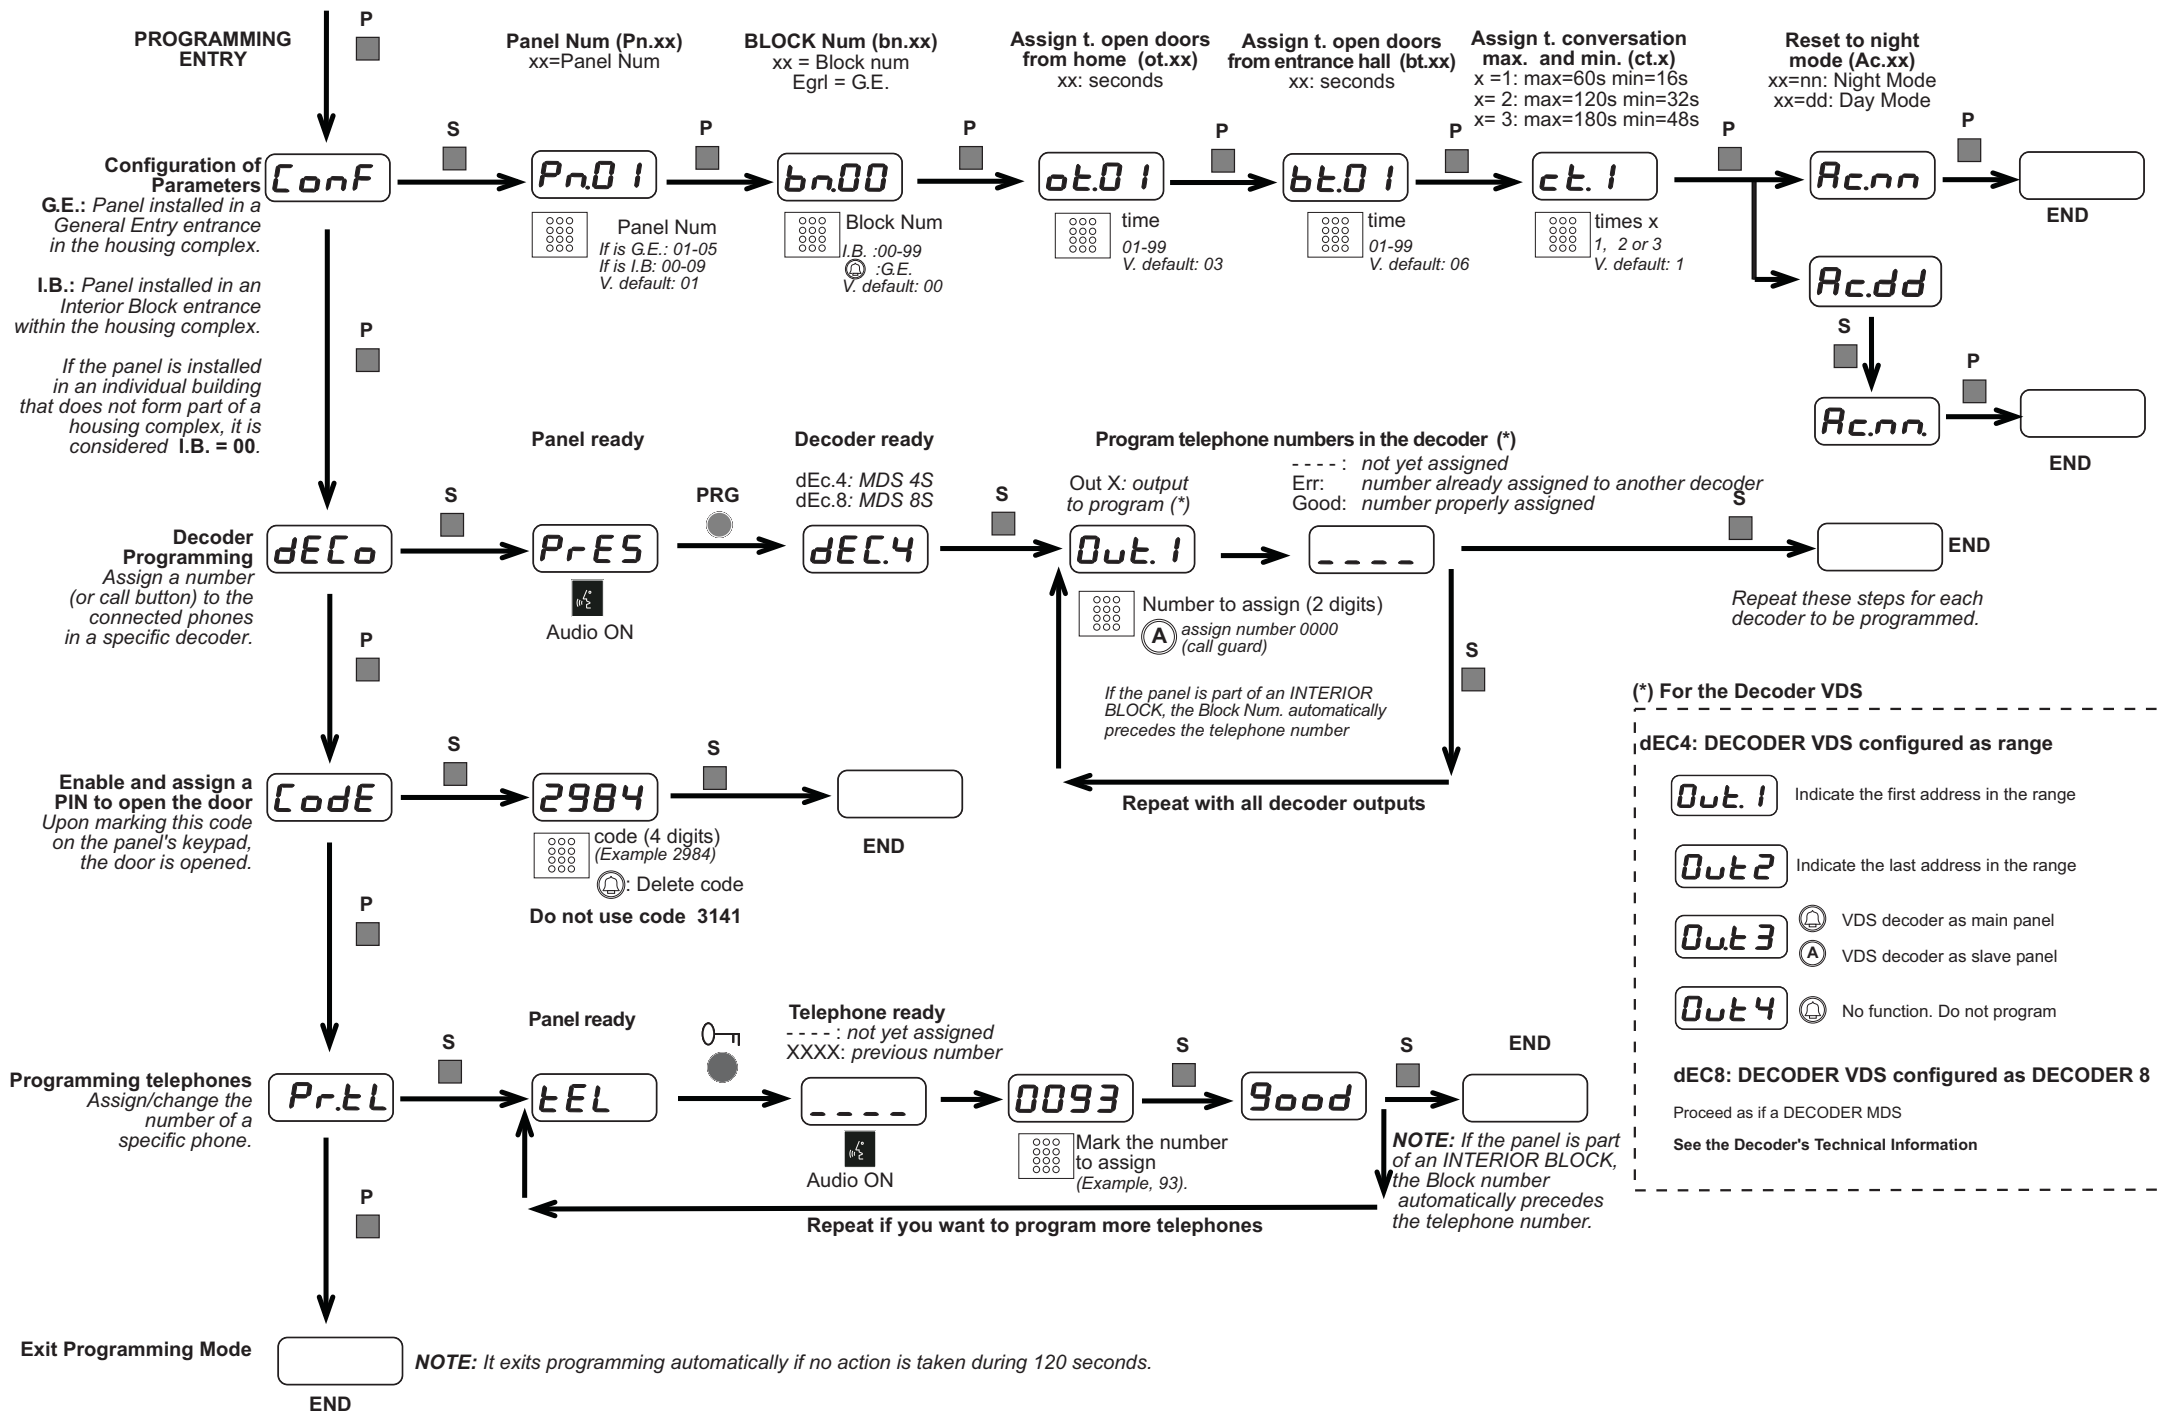 PROGRAMMING
ENTRY
P
Panel Num (Pn.xx)
xx=Panel Num
BLOCK Num (bn.xx)
xx = Block num
Egrl = G.E.
Assign t. open doors
from home (ot.xx)
xx: seconds
Assign t. open doors
from entrance hall (bt.xx)
xx: seconds
Assign t. conversation
max. and min. (ct.x)
x =1: max=60s min=16s
x= 2: max=120s min=32s
x= 3: max=180s min=48s
Reset to night
mode (Ac.xx)
xx=nn: Night Mode
xx=dd: Day Mode
Configuration of
Parameters
G.E.: Panel installed in a
General Entry entrance
in the housing complex.
I.B.: Panel installed in an
Interior Block entrance
within the housing complex.
If the panel is installed
in an individual building
that does not form part of a
housing complex, it is
considered I.B. = 00.
ConF
S
Pn.01
P
bn.00
P
ot.01
P
bt.01
P
ct.1
P
Ac.nn
P
END
Panel Num
If is G.E.: 01-05
If is I.B: 00-09
V. default: 01
Block Num
I.B. :00-99
:G.E.
V. default: 00
time
01-99
V. default: 03
time
01-99
V. default: 06
times x
1, 2 or 3
V. default: 1
Ac.dd
S
Ac.nn.
P
END
P
Decoder
Programming
Assign a number
(or call button) to the
connected phones
in a specific decoder.
dECo
S
Panel ready
PrES
Audio ON
PRG
Decoder ready
dEc.4: MDS 4S
dEc.8: MDS 8S
dEC.4
S
Program telephone numbers in the decoder (*)
Out X: output
to program (*)
- - - - : not yet assigned
Err: number already assigned to another decoder
Good: number properly assigned
Out.1
_ _ _ _
S
END
Number to assign (2 digits)
A
assign number 0000
(call guard)
If the panel is part of an INTERIOR
BLOCK, the Block Num. automatically
precedes the telephone number
S
Repeat with all decoder outputs
Repeat these steps for each
decoder to be programmed.
P
Enable and assign a
PIN to open the door
Upon marking this code
on the panel's keypad,
the door is opened.
CodE
S
2984
S
END
code (4 digits)
(Example 2984)
: Delete code
Do not use code 3141
P
Programming telephones
Assign/change the
number of a
specific phone.
Pr.tL
S
Panel ready
tEL
Telephone ready
- - - - : not yet assigned
XXXX: previous number
_ _ _ _
Audio ON
0093
Mark the number
to assign
(Example, 93).
S
good
S
END
NOTE: If the panel is part
of an INTERIOR BLOCK,
the Block number
automatically precedes
the telephone number.
Repeat if you want to program more telephones
P
Exit Programming Mode
END
NOTE: It exits programming automatically if no action is taken during 120 seconds.
(*) For the Decoder VDS
dEC4: DECODER VDS configured as range
Out.1
Indicate the first address in the range
Out2
Indicate the last address in the range
Ou.t3
VDS decoder as main panel
A
VDS decoder as slave panel
Out4
No function. Do not program
dEC8: DECODER VDS configured as DECODER 8
Proceed as if a DECODER MDS
See the Decoder's Technical Information